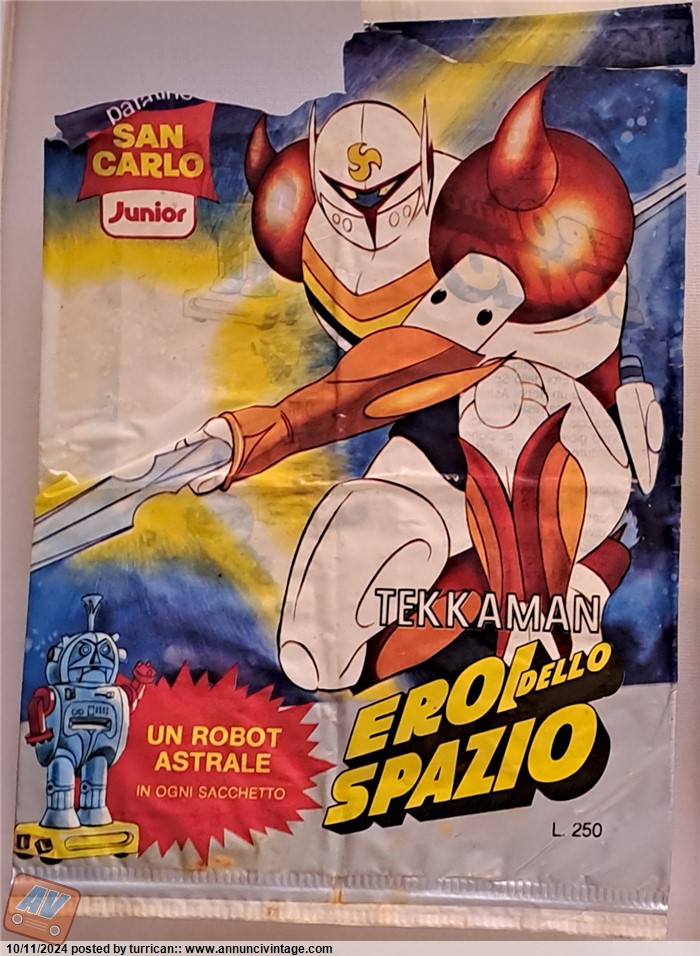 SAN
CARLO
Junior
TEKKAMAN
EROI DELLO
SPAZIO
UN ROBOT
ASTRALE
IN OGNI SACCHETTO
L. 250
AV
10/11/2024 posted by turrican:: www.annuncivintage.com